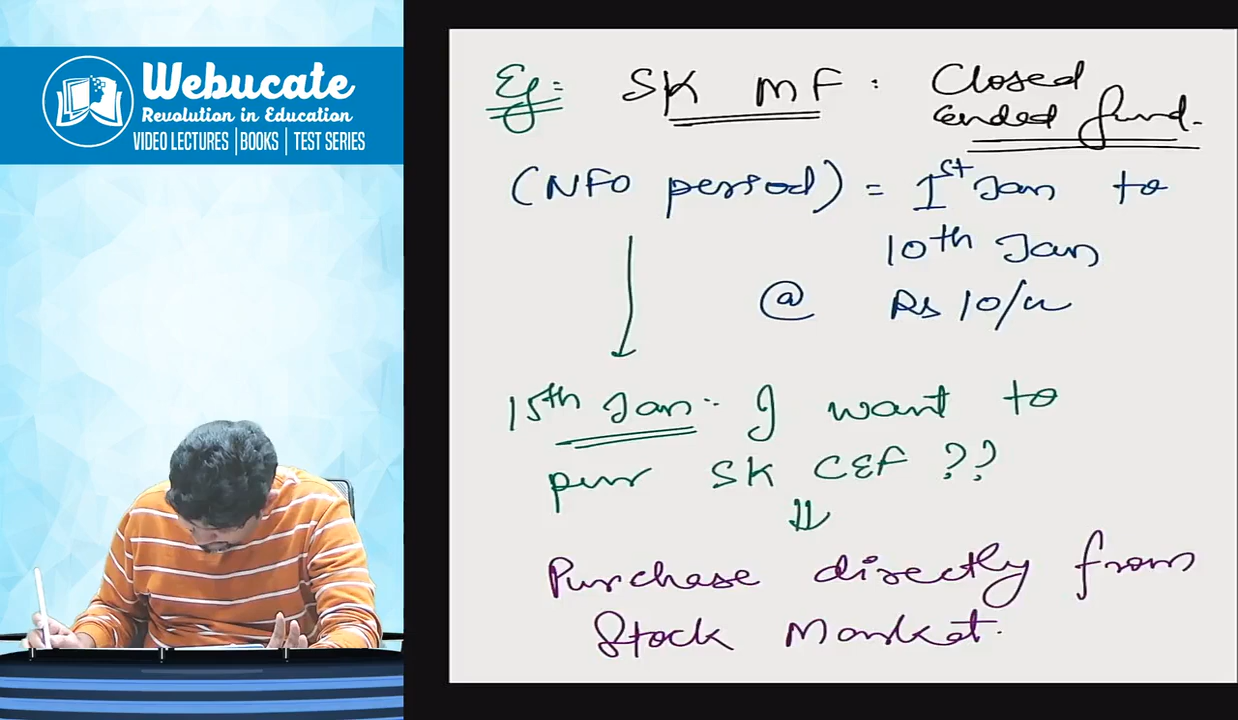 Webucate
Revolution in Education
VIDEO LECTURES | BOOKS | TEST SERIES
Eg: SK MF : Closed
ended fund.
(NFO period) = 1st Jan to
10th Jan
@ Rs 10/u
15th Jan: I want to
pur SK CEF ??
Purchase directly from
Stock Market.